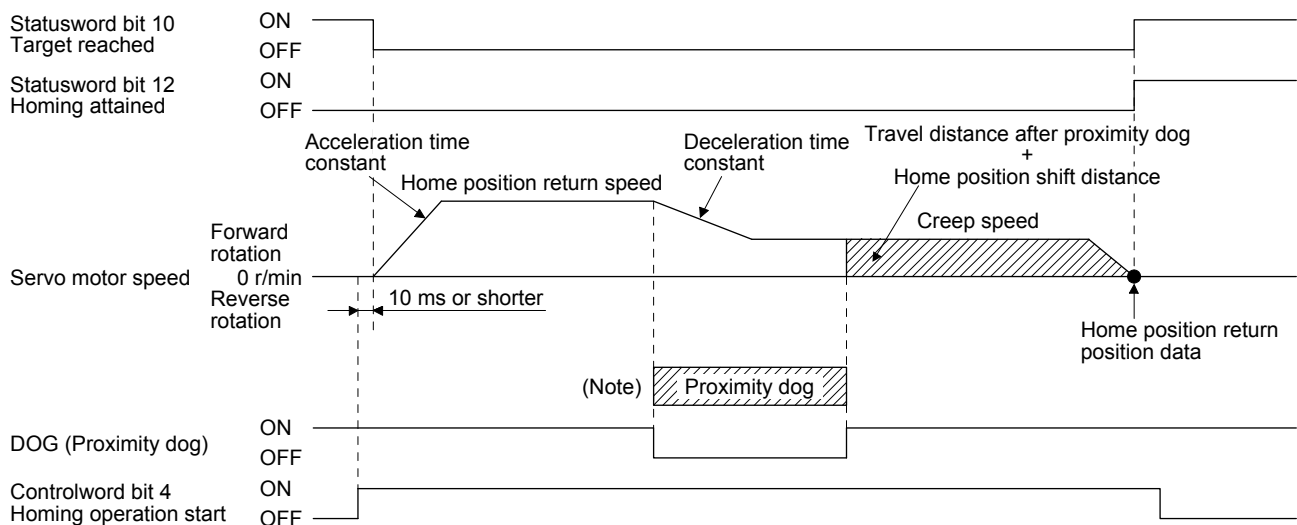 Statusword bit 10
Target reached
ON
OFF
Statusword bit 12
Homing attained
ON
OFF
Acceleration time
constant
Home position return speed
Deceleration time
constant
Travel distance after proximity dog
+
Home position shift distance
Creep speed
Forward
rotation
Servo motor speed
0 r/min
Reverse
rotation
10 ms or shorter
Home position return
position data
(Note)
Proximity dog
DOG (Proximity dog)
ON
OFF
Controlword bit 4
Homing operation start
ON
OFF